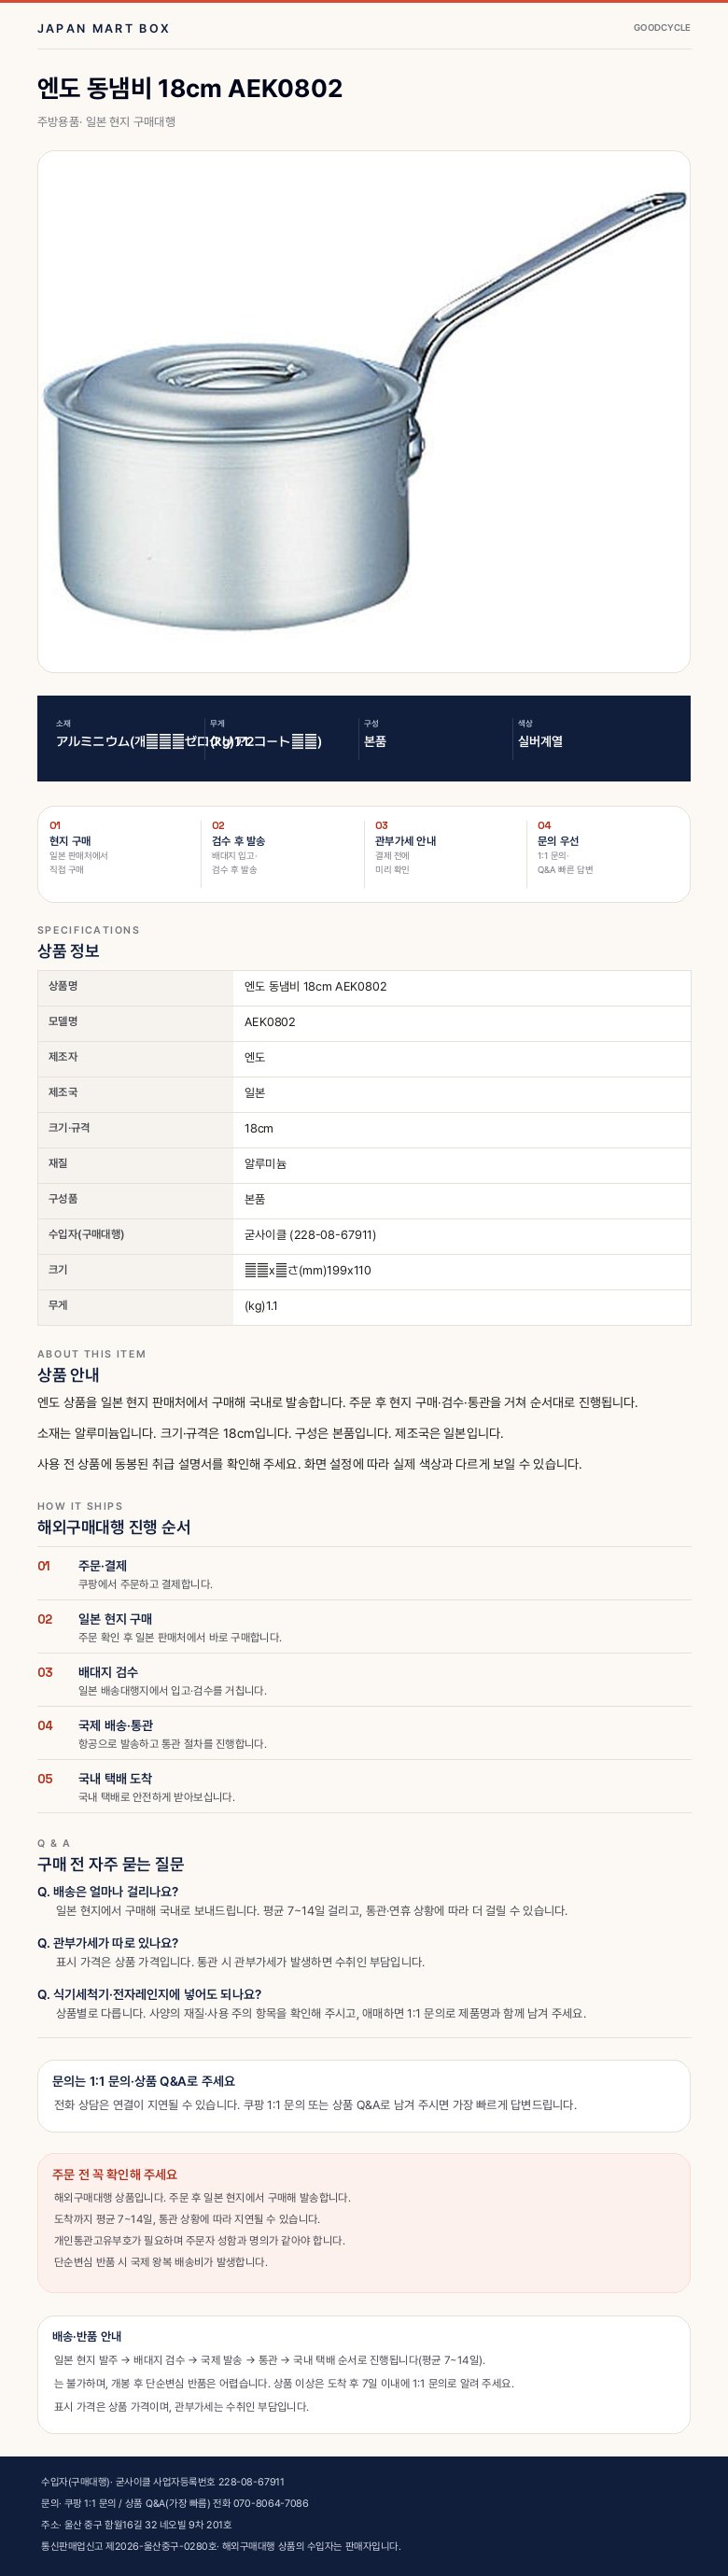 JAPAN MART BOX
GOODCYCLE
엔도 동냄비 18cm AEK0802
주방용품· 일본 현지 구매대행
소재
アルミニウム(개
무게
(kg)1.1
コート
구성
본품
색상
실버계열
01
현지 구매
일본 판매처에서
직접 구매
02
검수 후 발송
배대지 입고·
검수 후 발송
03
관부가세 안내
결제 전에
미리 확인
04
문의 우선
1:1 문의·
Q&A 빠른 답변
SPECIFICATIONS
상품 정보
상품명 엔도 동냄비 18cm AEK0802
모델명 AEK0802
제조자 엔도
제조국 일본
크기·규격 18cm
재질 알루미늄
구성품 본품
수입자(구매대행) 굳사이클 (228-08-67911)
크기 x さ(mm)199x110
무게 (kg)1.1
ABOUT THIS ITEM
상품 안내
엔도 상품을 일본 현지 판매처에서 구매해 국내로 발송합니다. 주문 후 현지 구매·검수·통관을 거쳐 순서대로 진행됩니다.
소재는 알루미늄입니다. 크기·규격은 18cm입니다. 구성은 본품입니다. 제조국은 일본입니다.
사용 전 상품에 동봉된 취급 설명서를 확인해 주세요. 화면 설정에 따라 실제 색상과 다르게 보일 수 있습니다.
HOW IT SHIPS
해외구매대행 진행 순서
01 주문·결제
쿠팡에서 주문하고 결제합니다.
02 일본 현지 구매
주문 확인 후 일본 판매처에서 바로 구매합니다.
03 배대지 검수
일본 배송대행지에서 입고·검수를 거칩니다.
04 국제 배송·통관
항공으로 발송하고 통관 절차를 진행합니다.
05 국내 택배 도착
국내 택배로 안전하게 받아보십니다.
Q & A
구매 전 자주 묻는 질문
Q. 배송은 얼마나 걸리나요?
일본 현지에서 구매해 국내로 보내드립니다. 평균 7~14일 걸리고, 통관·연휴 상황에 따라 더 걸릴 수 있습니다.
Q. 관부가세가 따로 있나요?
표시 가격은 상품 가격입니다. 통관 시 관부가세가 발생하면 수취인 부담입니다.
Q. 식기세척기·전자레인지에 넣어도 되나요?
상품별로 다릅니다. 사양의 재질·사용 주의 항목을 확인해 주시고, 애매하면 1:1 문의로 제품명과 함께 남겨 주세요.
문의는 1:1 문의·상품 Q&A로 주세요
전화 상담은 연결이 지연될 수 있습니다. 쿠팡 1:1 문의 또는 상품 Q&A로 남겨 주시면 가장 빠르게 답변드립니다.
주문 전 꼭 확인해 주세요
해외구매대행 상품입니다. 주문 후 일본 현지에서 구매해 발송합니다.
도착까지 평균 7~14일, 통관 상황에 따라 지연될 수 있습니다.
개인통관고유부호가 필요하며 주문자 성함과 명의가 같아야 합니다.
단순변심 반품 시 국제 왕복 배송비가 발생합니다.
배송·반품 안내
일본 현지 발주 → 배대지 검수 → 국제 발송 → 통관 → 국내 택배 순서로 진행됩니다(평균 7~14일).
는 불가하며, 개봉 후 단순변심 반품은 어렵습니다. 상품 이상은 도착 후 7일 이내에 1:1 문의로 알려 주세요.
표시 가격은 상품 가격이며, 관부가세는 수취인 부담입니다.
수입자(구매대행)· 굳사이클 사업자등록번호 228-08-67911
문의· 쿠팡 1:1 문의 / 상품 Q&A(가장 빠름) 전화 070-8064-7086
주소· 울산 중구 함월16길 32 네오빌 9차 201호
통신판매업신고 제2026-울산중구-0280호· 해외구매대행 상품의 수입자는 판매자입니다.